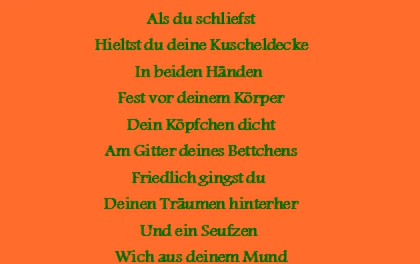 Als du schliefst
Hieltst du deine Kuscheldecke
In beiden Händen
Fest vor deinem Körper
Dein Köpfchen dicht
Am Gitter deines Bettchens
Friedlich gingst du
Deinen Träumen hinterher
Und ein Seufzen
Wich aus deinem Mund